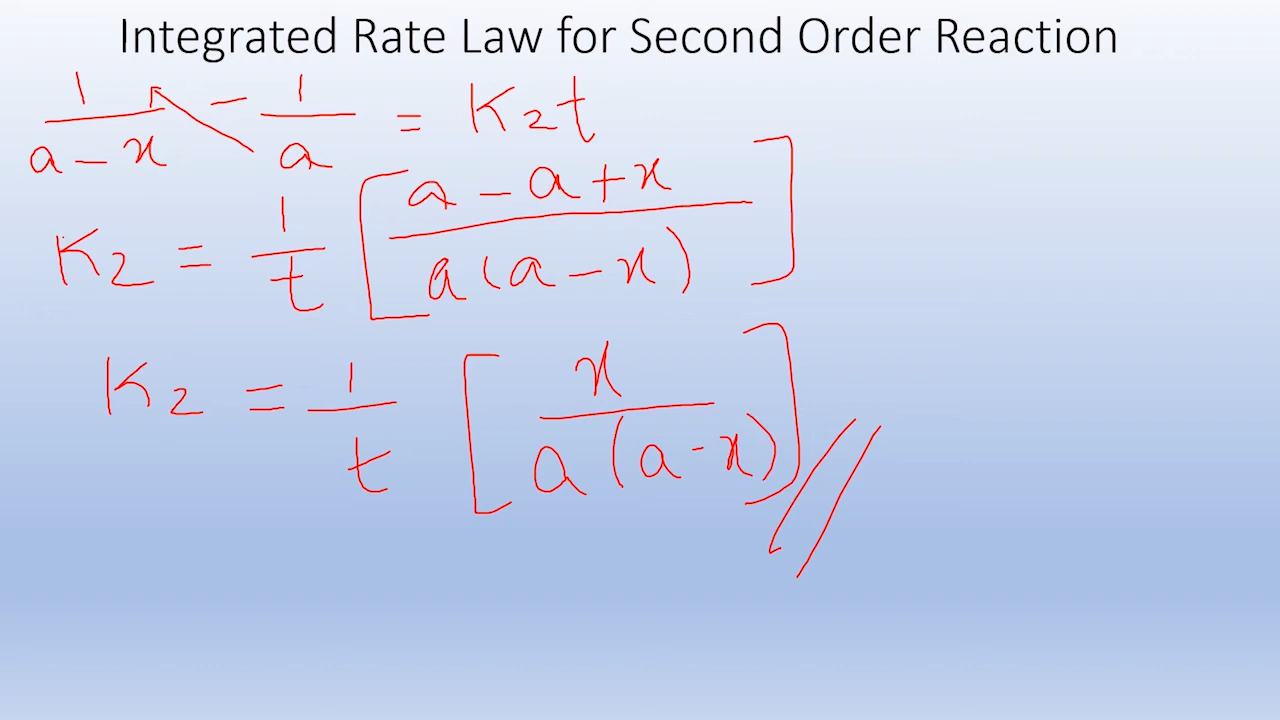 Integrated Rate Law for Second Order Reaction
1/(a-x) - 1/a = K2t
K2 = 1/t [(a-a+x)/(a(a-x))]
K2 = 1/t [x/(a(a-x))]